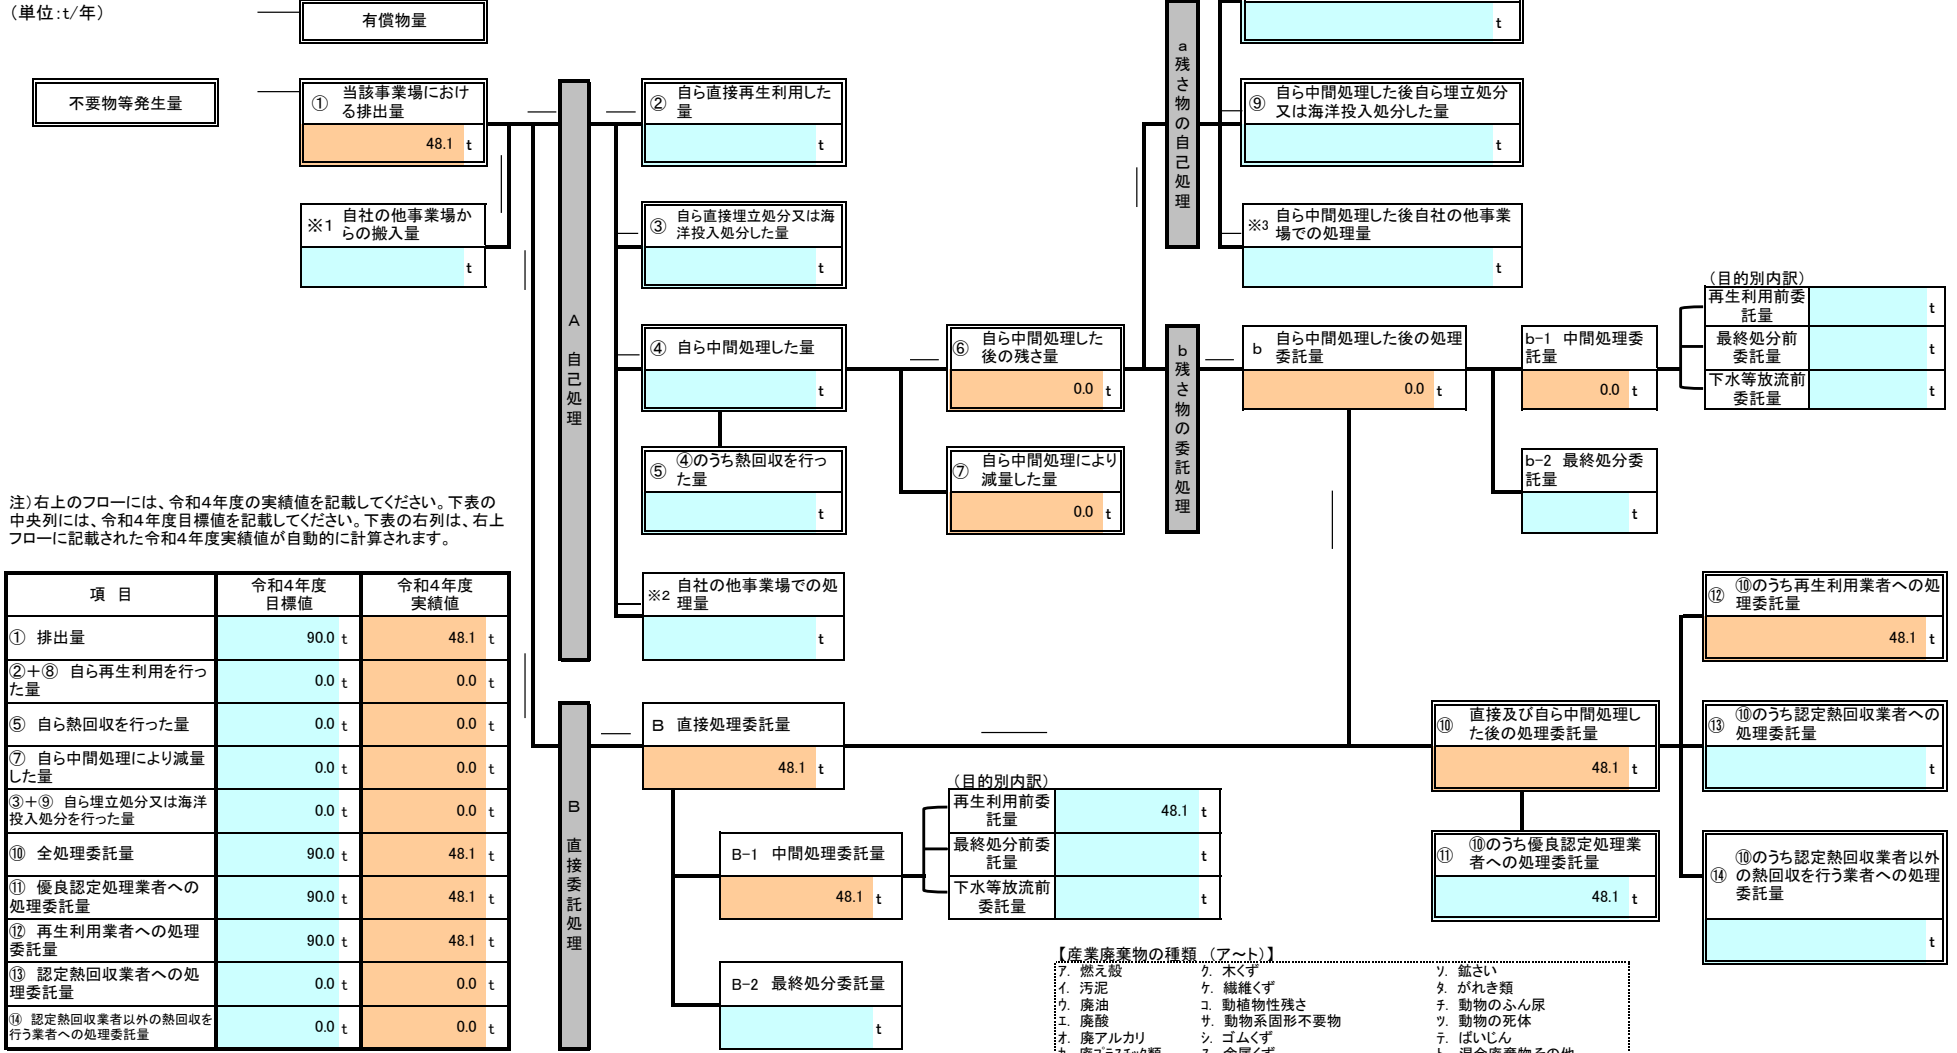 (単位:t/年)
有償物量
t
不要物等発生量
① 当該事業場におけ
る排出量
48.1 t
※1 自社の他事業場か
らの搬入量
t
A 自己処理
② 自ら直接再生利用した
量
t
③ 自ら直接埋立処分又は海
洋投入処分した量
t
④ 自ら中間処理した量
t
⑤ ④のうち熱回収を行っ
た量
t
※2 自社の他事業場での処
理量
t
⑥ 自ら中間処理した
後の残さ量
0.0 t
⑦ 自ら中間処理により
減量した量
0.0 t
a 残さ物の自己処理
⑨ 自ら中間処理した後自ら埋立処分
又は海洋投入処分した量
t
※3 自ら中間処理した後自社の他事業
場での処理量
t
b 残さ物の委託処理
b 自ら中間処理した後の処理
委託量
0.0 t
b-1 中間処理委
託量
0.0 t
(目的別内訳)
再生利用前委
託量
t
最終処分前
委託量
t
下水等放流前
委託量
t
b-2 最終処分委
託量
t
注)右上のフローには、令和4年度の実績値を記載してください。下表の
中央列には、令和4年度目標値を記載してください。下表の右列は、右上
フローに記載された令和4年度実績値が自動的に計算されます。
項 目
令和4年度
目標値
令和4年度
実績値
① 排出量 90.0 t 48.1 t
②+⑧ 自ら再生利用を行っ
た量 0.0 t 0.0 t
⑤ 自ら熱回収を行った量 0.0 t 0.0 t
⑦ 自ら中間処理により減量
した量 0.0 t 0.0 t
③+⑨ 自ら埋立処分又は海洋
投入処分を行った量 0.0 t 0.0 t
⑩ 全処理委託量 90.0 t 48.1 t
⑪ 優良認定処理業者への
処理委託量 90.0 t 48.1 t
⑫ 再生利用業者への処理
委託量 90.0 t 48.1 t
⑬ 認定熱回収業者への処
理委託量 0.0 t 0.0 t
⑭ 認定熱回収業者以外の熱回収を
行う業者への処理委託量 0.0 t 0.0 t
B 直接委託処理
B 直接処理委託量
48.1 t
B-1 中間処理委託量
48.1 t
B-2 最終処分委託量
t
(目的別内訳)
再生利用前委
託量
48.1 t
最終処分前委
託量
t
下水等放流前
委託量
t
⑩ 直接及び自ら中間処理し
た後の処理委託量
48.1 t
⑪ ⑩のうち優良認定処理業
者への処理委託量
48.1 t
⑫ ⑩のうち再生利用業者への処
理委託量
48.1 t
⑬ ⑩のうち認定熱回収業者への
処理委託量
t
⑭ ⑩のうち認定熱回収業者以外
の熱回収を行う業者への処理
委託量
t
【産業廃棄物の種類 (ア~ト)】
ア. 燃え殻 ク. 木くず ソ. 鉱さい
イ. 汚泥 ケ. 繊維くず タ. がれき類
ウ. 廃油 コ. 動植物性残さ チ. 動物のふん尿
エ. 廃酸 サ. 動物系固形不要物 ツ. 動物の死体
オ. 廃アルカリ シ. ゴムくず テ. ばいじん
カ. 廃プラスチック類 ス. 金属くず ト. 混合廃棄物その他